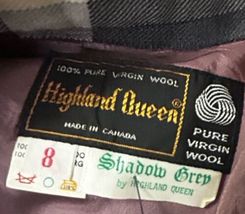 100% PURE VIRGIN WOOL
Highland Queen®
MADE IN CANADA
PURE
VIRGIN
WOOL
8
Shadow Grey
by HIGHLAND QUEEN